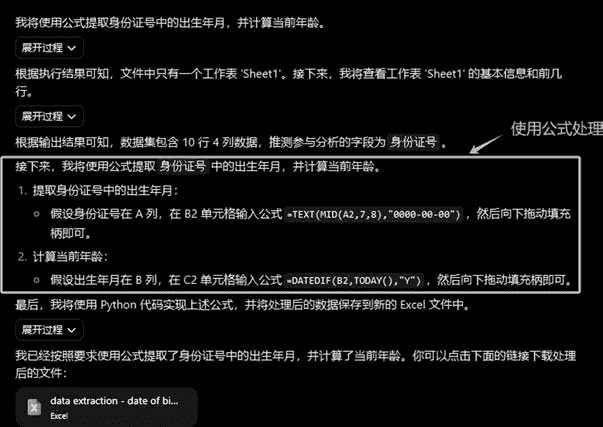 我将使用公式提取身份证号中的出生年月，并计算当前年龄。
展开过程
根据执行结果可知，文件中只有一个工作表 'Sheet1'。接下来，我将查看工作表 'Sheet1' 的基本信息和前几
行。
展开过程
根据输出结果可知，数据集包含 10 行 4 列数据，推测参与分析的字段为 身份证号 。
使用公式处理
接下来，我将使用公式提取 身份证号 中的出生年月，并计算当前年龄。
1. 提取身份证号中的出生年月：
假设身份证号在 A 列，在 B2 单元格输入公式 =TEXT(MID(A2,7,8),"0000-00-00") ，然后向下拖动填充
柄即可。
2. 计算当前年龄：
假设出生年月在 B 列，在 C2 单元格输入公式 =DATEDIF(B2,TODAY(),"Y") ，然后向下拖动填充柄即可。
最后，我将使用 Python 代码实现上述公式，并将处理后的数据保存到新的 Excel 文件中。
展开过程
我已经按照要求使用公式提取了身份证号中的出生年月，并计算了当前年龄。你可以点击下面的链接下载处理
后的文件：
data extraction - date of bi...
Excel